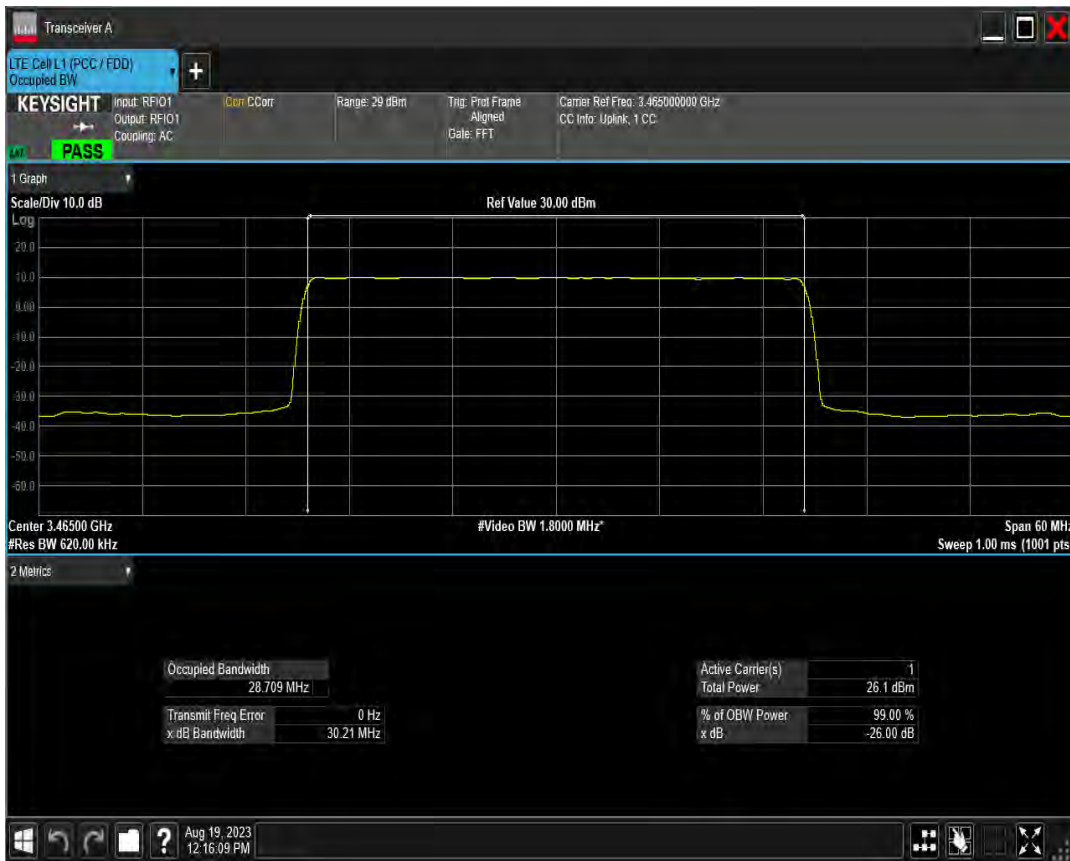 Transceiver A
LTE Cell L1 (PCC / FDD)
Occupied BW
+
KEYSIGHT
Input: RFIO1
Output: RFIO1
Coupling: AC
Corr CCorr
Range: 29 dBm
Trig: Prot Frame
Aligned
Gate: FFT
Carrier Ref Freq: 3.465000000 GHz
CC Info: Uplink, 1 CC
PASS
1 Graph
Scale/Div 10.0 dB
Ref Value 30.00 dBm
Log
20.0
10.0
0.00
-10.0
-20.0
-30.0
-40.0
-50.0
-60.0
Center 3.46500 GHz
#Video BW 1.8000 MHz*
Span 60 MHz
#Res BW 620.00 kHz
Sweep 1.00 ms (1001 pts
2 Metrics
Occupied Bandwidth
28.709 MHz
Transmit Freq Error 0 Hz
x dB Bandwidth 30.21 MHz
Active Carrier(s) 1
Total Power 26.1 dBm
% of OBW Power 99.00 %
x dB -26.00 dB
?
Aug 19, 2023
12:16:09 PM